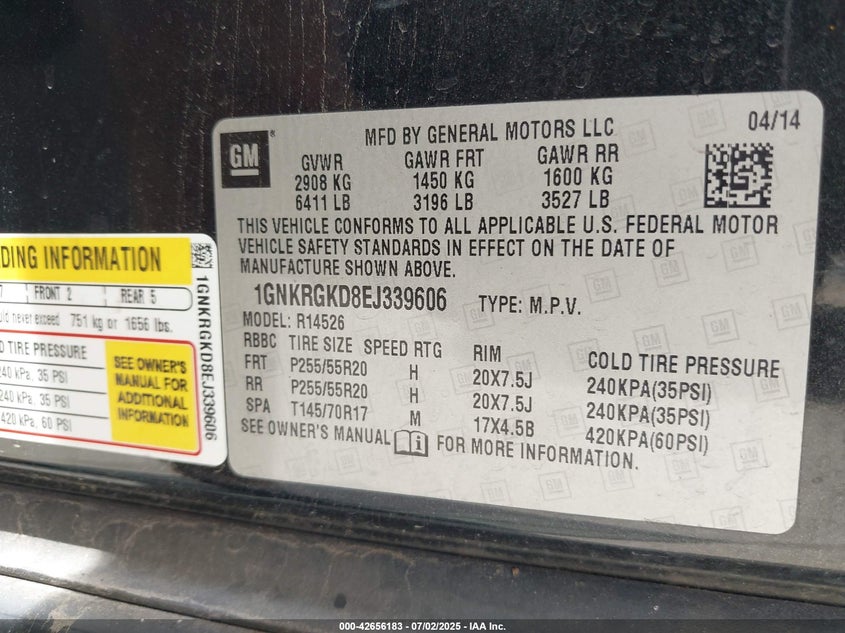 GM
®
MFD BY GENERAL MOTORS LLC
04/14
GVWR GAWR FRT GAWR RR
2908 KG 1450 KG 1600 KG
6411 LB 3196 LB 3527 LB
THIS VEHICLE CONFORMS TO ALL APPLICABLE U.S. FEDERAL MOTOR
VEHICLE SAFETY STANDARDS IN EFFECT ON THE DATE OF
MANUFACTURE SHOWN ABOVE.
1GNKRGKD8EJ339606 TYPE: M.P.V.
MODEL: R14526
RBBC TIRE SIZE SPEED RTG RIM COLD TIRE PRESSURE
FRT P255/55R20 H 20X7.5J 240KPA(35PSI)
RR P255/55R20 H 20X7.5J 240KPA(35PSI)
SPA T145/70R17 M 17X4.5B 420KPA(60PSI)
SEE OWNER'S MANUAL i FOR MORE INFORMATION.
DING INFORMATION
7 FRONT 2 REAR 5
uld never exceed 751 kg or 1656 lbs.
D TIRE PRESSURE
240 kPa, 35 PSI
240 kPa, 35 PSI
420 kPa, 60 PSI
SEE OWNER'S
MANUAL FOR
ADDITIONAL
INFORMATION
1GNKRGKD8EJ339606
000-42656183 - 07/02/2025 - IAA Inc.